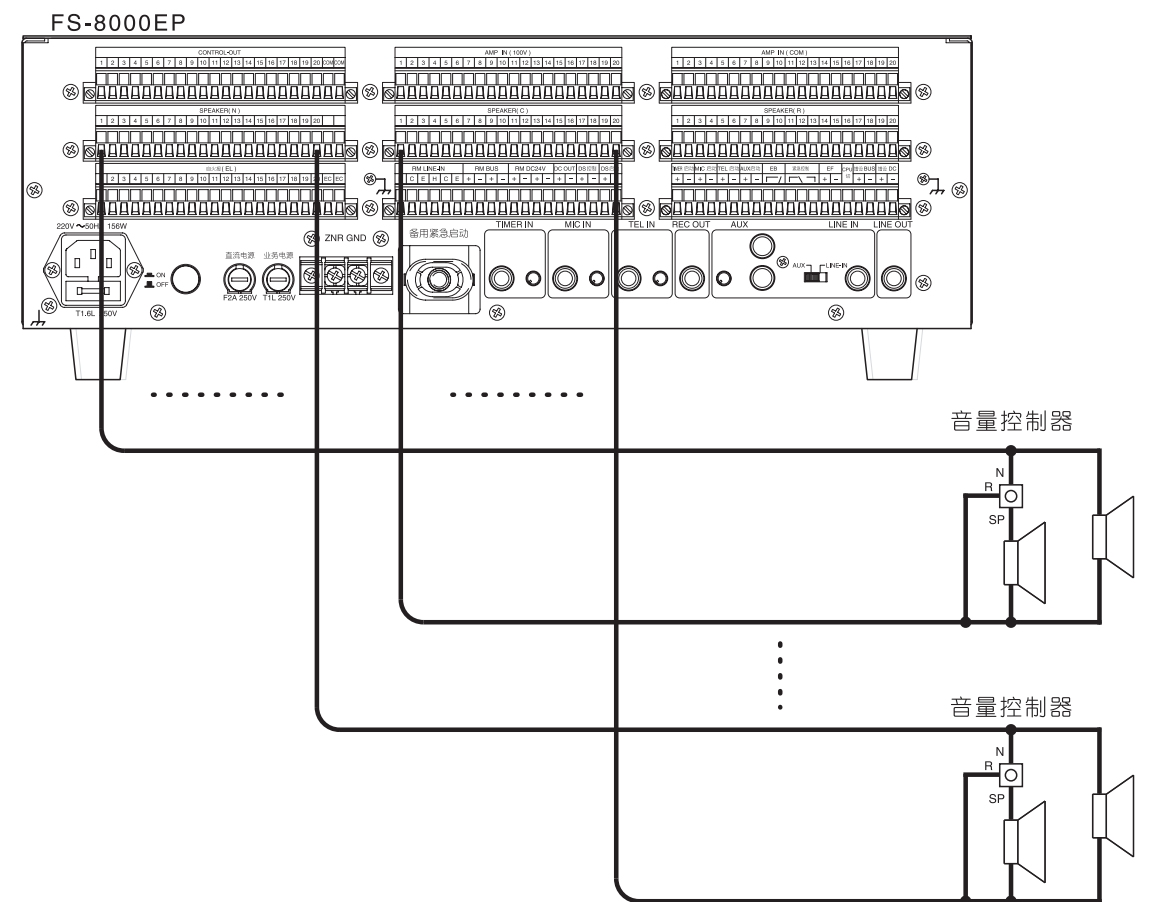 FS-8000EP
CONTROL-OUT
1 2 3 4 5 6 7 8 9 10 11 12 13 14 15 16 17 18 19 20 COM COM
AMP IN ( 100V )
1 2 3 4 5 6 7 8 9 10 11 12 13 14 15 16 17 18 19 20
AMP IN ( COM )
1 2 3 4 5 6 7 8 9 10 11 12 13 14 15 16 17 18 19 20
SPEAKER( N )
1 2 3 4 5 6 7 8 9 10 11 12 13 14 15 16 17 18 19 20
SPEAKER( C )
1 2 3 4 5 6 7 8 9 10 11 12 13 14 15 16 17 18 19 20
SPEAKER( R )
1 2 3 4 5 6 7 8 9 10 11 12 13 14 15 16 17 18 19 20
( EL )
2 3 4 5 6 7 8 9 10 11 12 13 14 15 16 17 18 19 20 EC EC
RM LINE-IN RM BUS RM DC24V DC OUT DS DS
C E H C E + - + - + - + - + - + - +
MIC TEL AUX EB EF CPU BUS DC
+ - + - + - + - + - + - + -
220V ~50H 156W
ZNR GND
备用紧急启动
TIMER IN MIC IN TEL IN REC OUT AUX LINE IN LINE OUT
直流电源 业务电源
ON
OFF
AUX LINE-IN
F2A 250V T1L 250V
T1.6L 250V
音量控制器
N
R
SP
音量控制器
N
R
SP